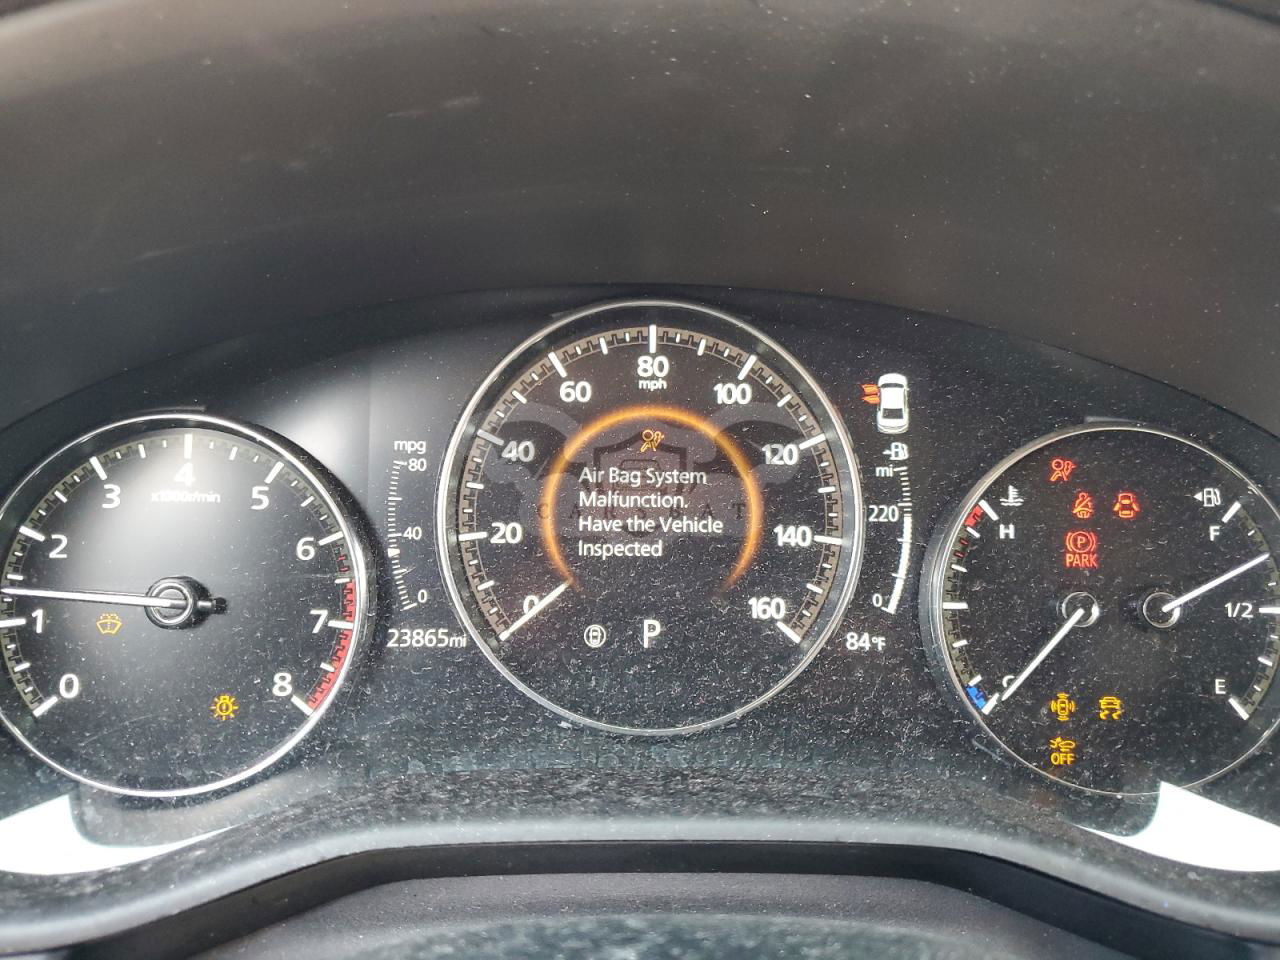 80
mph
60
100
40
120
20
140
0
160
Air Bag System
Malfunction.
Have the Vehicle
Inspected
P
4
x1000r/min
3
5
2
6
1
7
0
8
mpg
80
40
0
23865mi
mi
220
0
84°F
H
F
P
PARK
1/2
E
OFF
CARSTAT